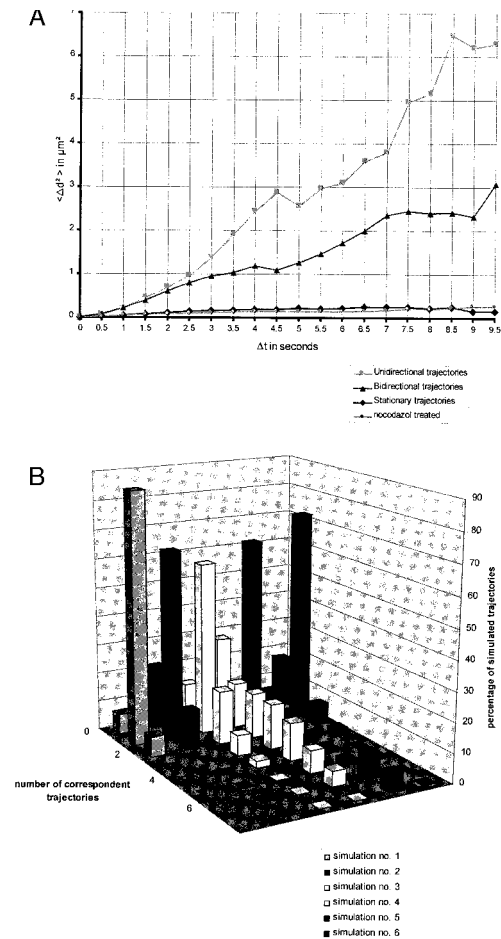 A
7
6
5
4
3
2
1
0
<Δd² > in µm²
0 0.5 1 1.5 2 2.5 3 3.5 4 4.5 5 5.5 6 6.5 7 7.5 8 8.5 9 9.5
Δt in seconds
Unidirectional trajectories
Bidirectional trajectories
Stationary trajectories
nocodazol treated
B
90
80
70
60
50
40
30
20
10
0
percentage of simulated trajectories
0
2
4
6
number of correspondent
trajectories
simulation no. 1
simulation no. 2
simulation no. 3
simulation no. 4
simulation no. 5
simulation no. 6